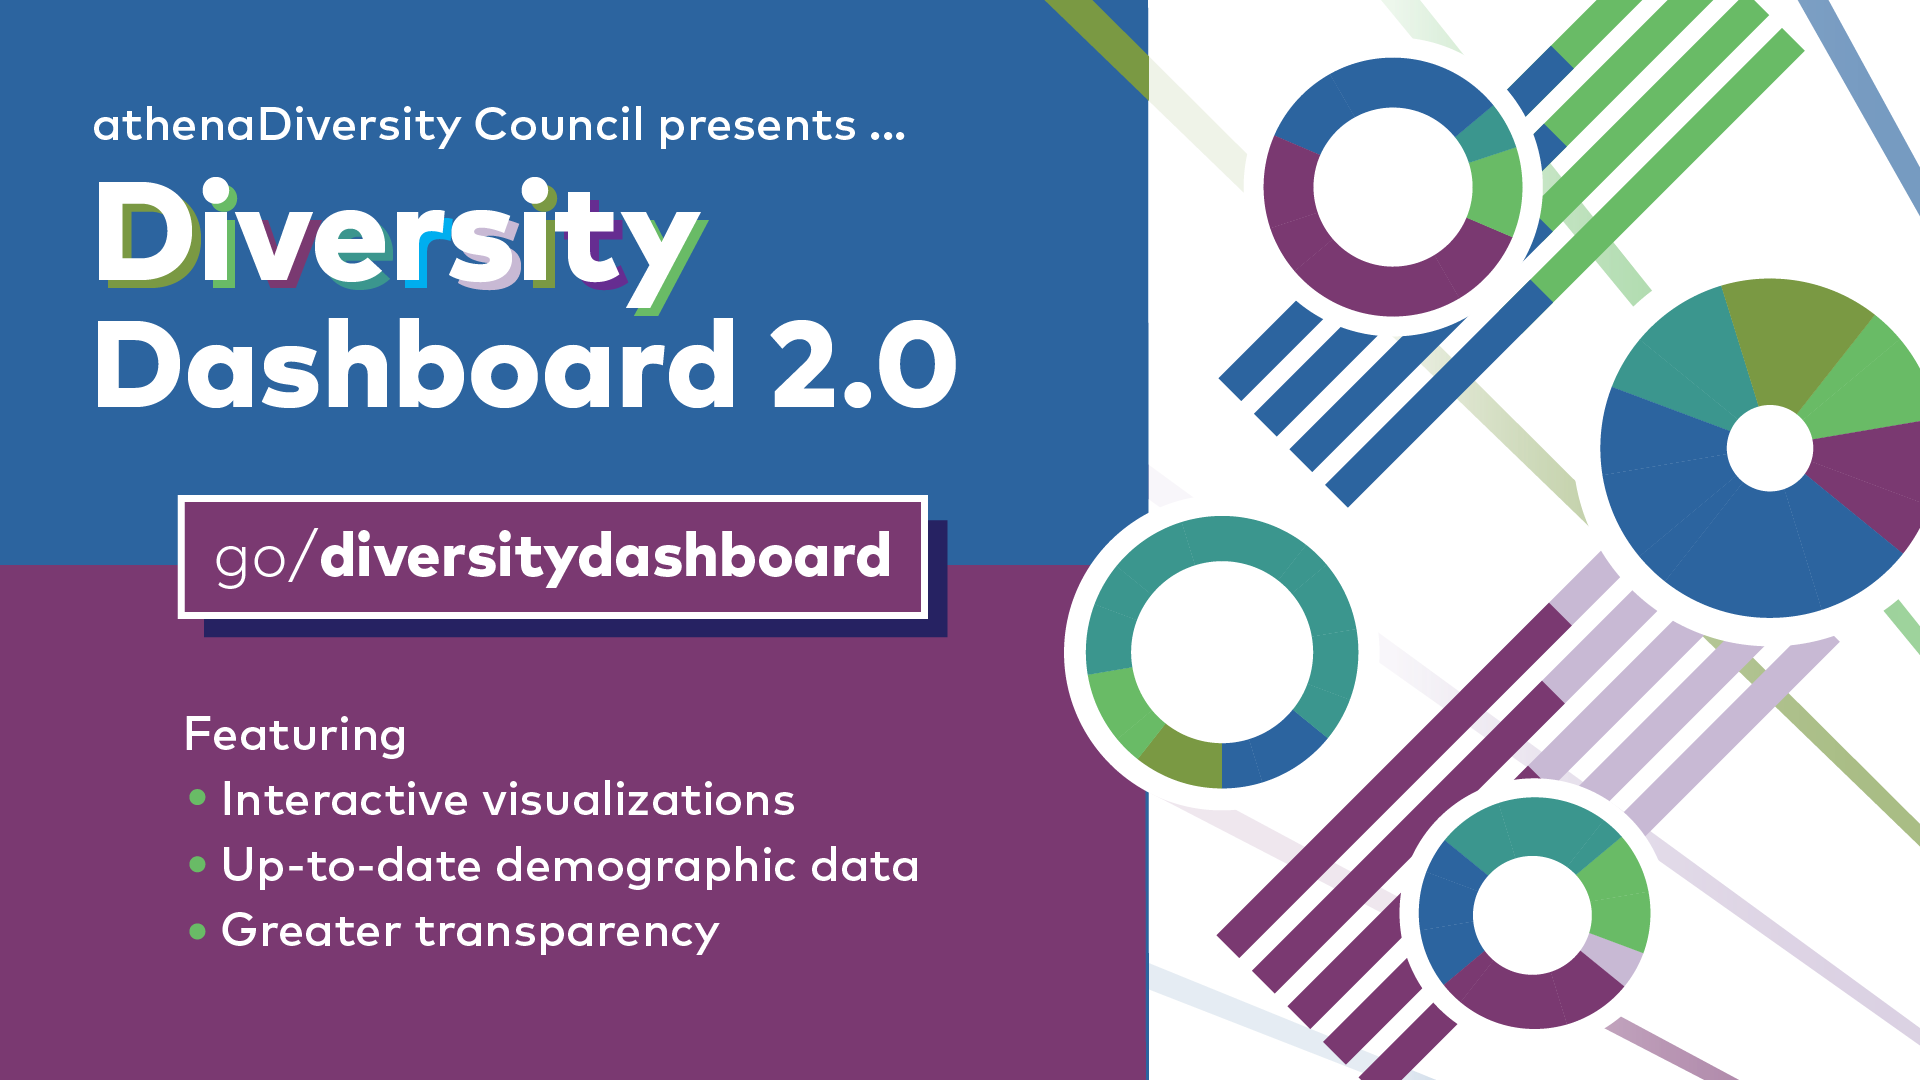 athenaDiversity Council presents ...
Diversity
Dashboard 2.0
go/diversitydashboard
Featuring
• Interactive visualizations
• Up-to-date demographic data
• Greater transparency